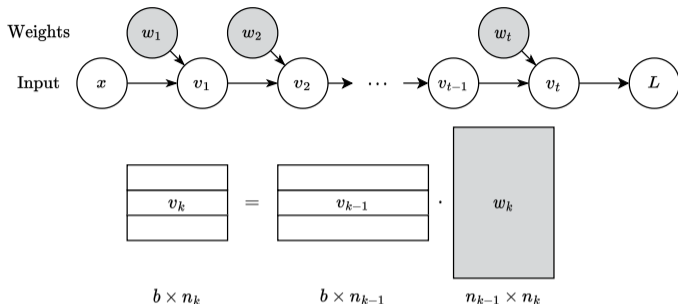 Weights w₁ w₂ wₜ
Input x v₁ v₂ ⋯ vₜ₋₁ vₜ L
vₖ = vₖ₋₁ · wₖ
b × nₖ b × nₖ₋₁ nₖ₋₁ × nₖ